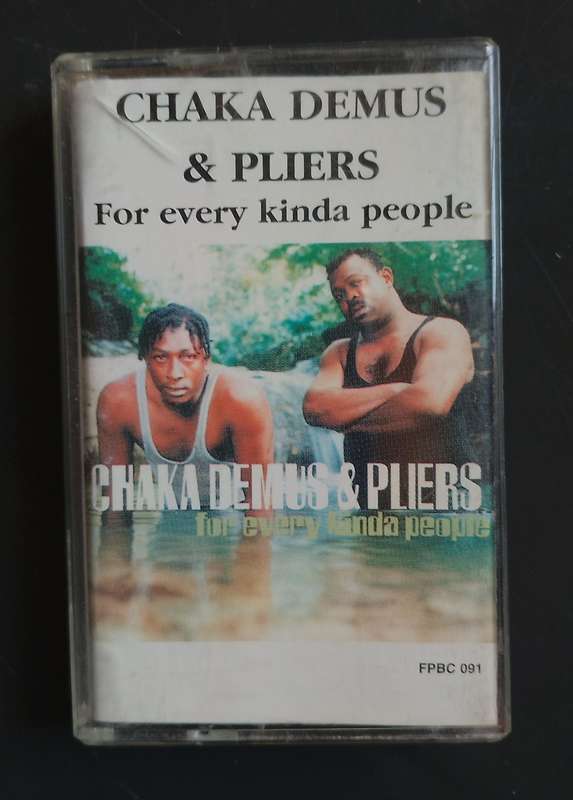 CHAKA DEMUS
& PLIERS
For every kinda people
CHAKA DEMUS & PLIERS
for every kinda people
FPBC 091